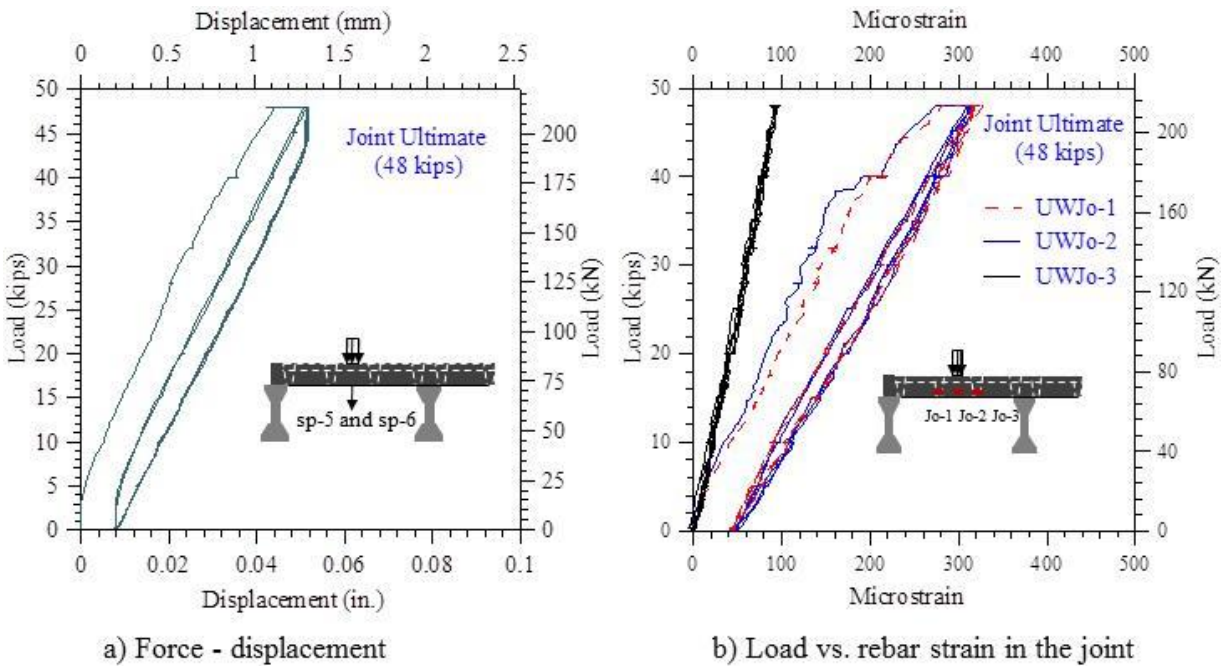 Displacement (mm)
0 0.5 1 1.5 2 2.5
50
45
40
35
30
25
20
15
10
5
0
Load (kips)
Joint Ultimate
(48 kips)
sp-5 and sp-6
200
175
150
125
100
75
50
25
0
Load (kN)
0 0.02 0.04 0.06 0.08 0.1
Displacement (in.)
a) Force - displacement
Microstrain
0 100 200 300 400 500
50
40
30
20
10
0
Load (kips)
Joint Ultimate
(48 kips)
UWJo-1
UWJo-2
UWJo-3
Jo-1 Jo-2 Jo-3
200
160
120
80
40
0
Load (kN)
0 100 200 300 400 500
Microstrain
b) Load vs. rebar strain in the joint